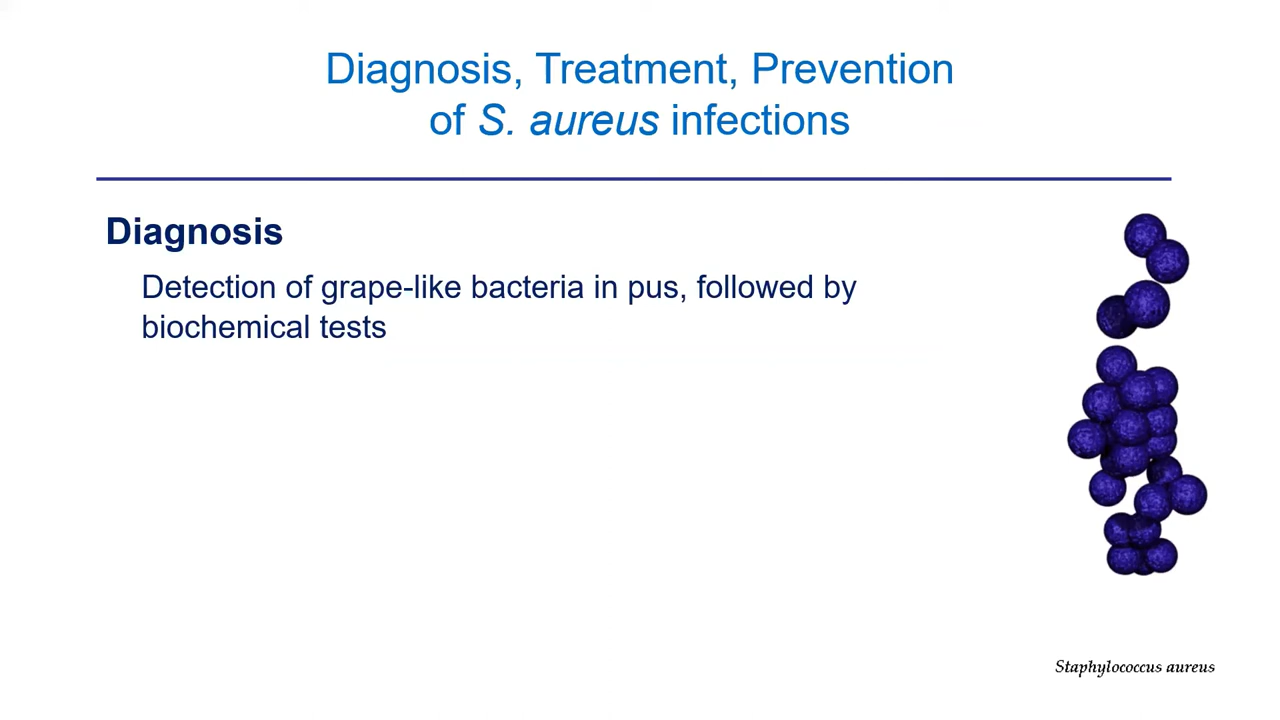 Diagnosis, Treatment, Prevention
of S. aureus infections
Diagnosis
Detection of grape-like bacteria in pus, followed by
biochemical tests
Staphylococcus aureus